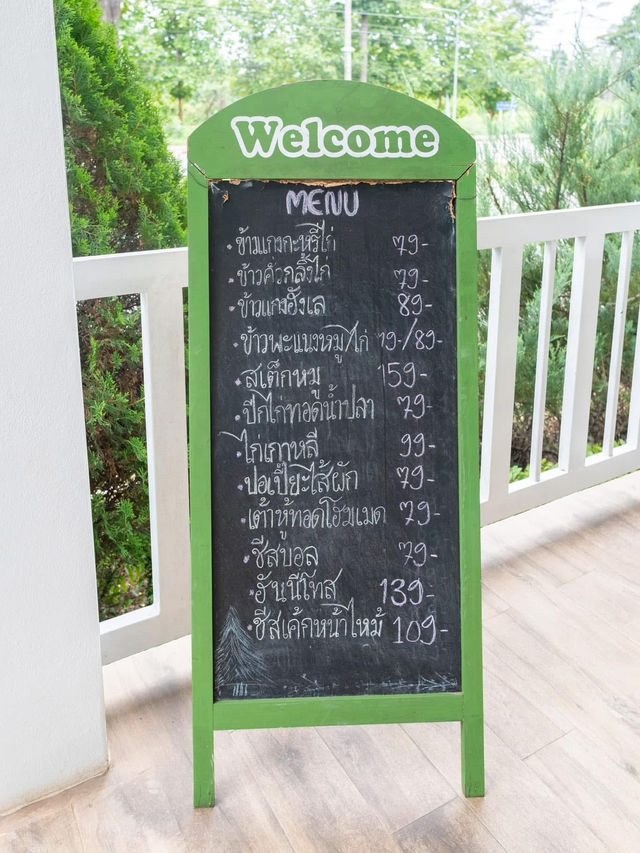 Welcome
MENU
• ข้าวแกงกะหรี่ไก่ 79-
• ข้าวคั่วกลิ้งไก่ 79-
• ข้าวแกงฮังเล 89-
• ข้าวพะแนงหมู/ไก่ 79-/89-
• สเต็กหมู 159-
• ปีกไก่ทอดน้ำปลา 79-
• ไก่เกาหลี 99-
• ปอเปี๊ยะไส้ผัก 79-
• เต้าหู้ทอดโฮมเมด 79-
• ชีสบอล 79-
• ฮันนี่โทส 139-
• ชีสเค้กหน้าไหม้ 109-